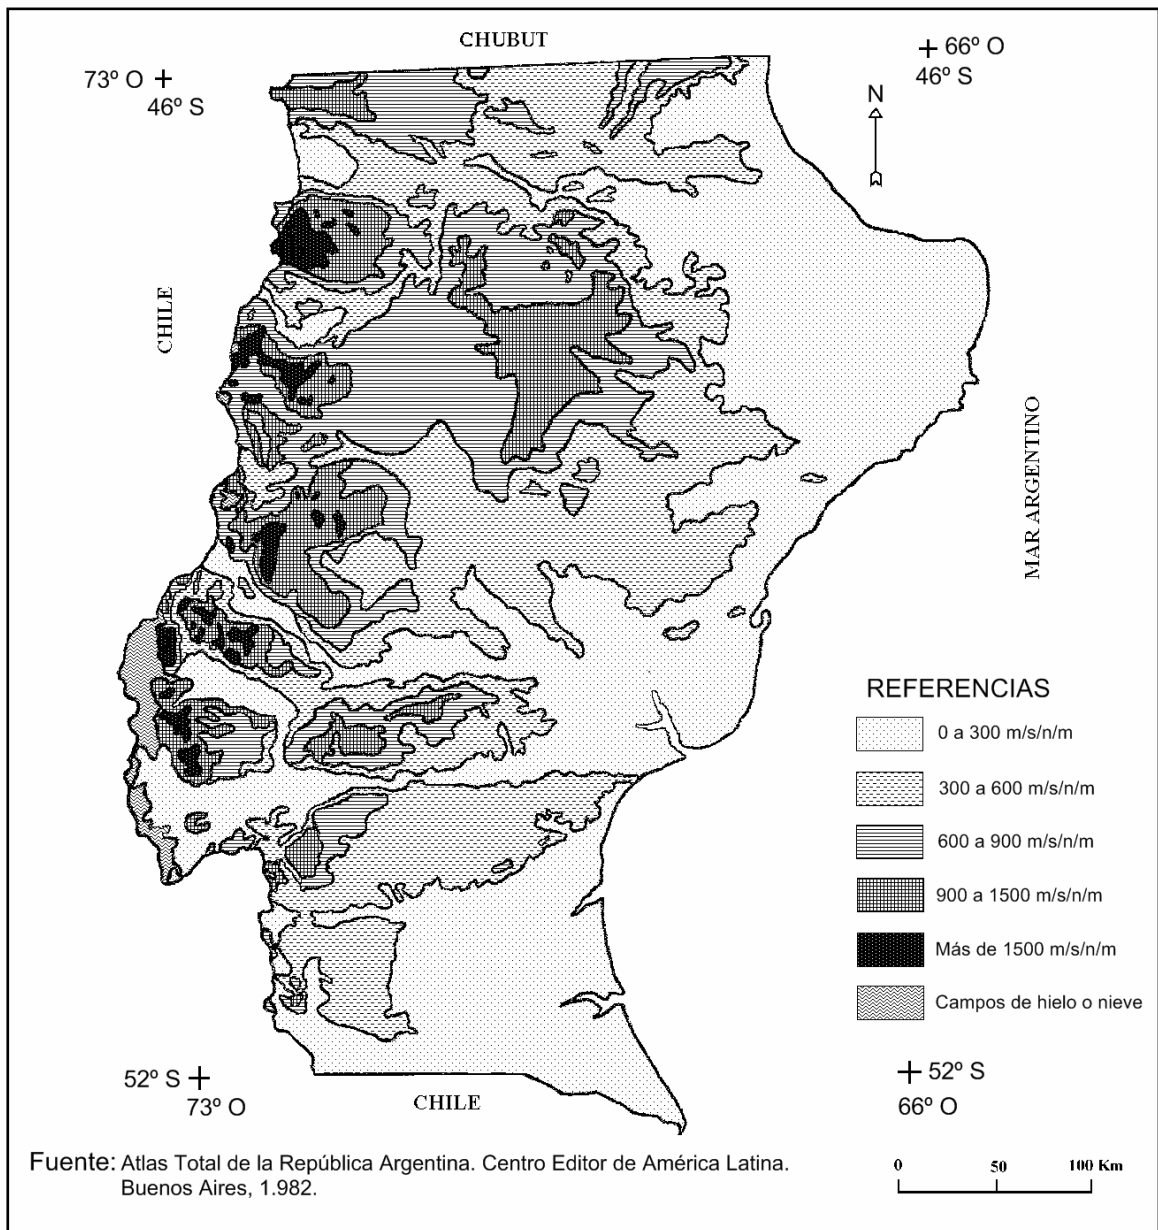 CHUBUT
73º O
46º S
66º O
46º S
N
CHILE
MAR ARGENTINO
REFERENCIAS
0 a 300 m/s/n/m
300 a 600 m/s/n/m
600 a 900 m/s/n/m
900 a 1500 m/s/n/m
Más de 1500 m/s/n/m
Campos de hielo o nieve
52º S
73º O
CHILE
52º S
66º O
Fuente: Atlas Total de la República Argentina. Centro Editor de América Latina.
Buenos Aires, 1.982.
0 50 100 Km